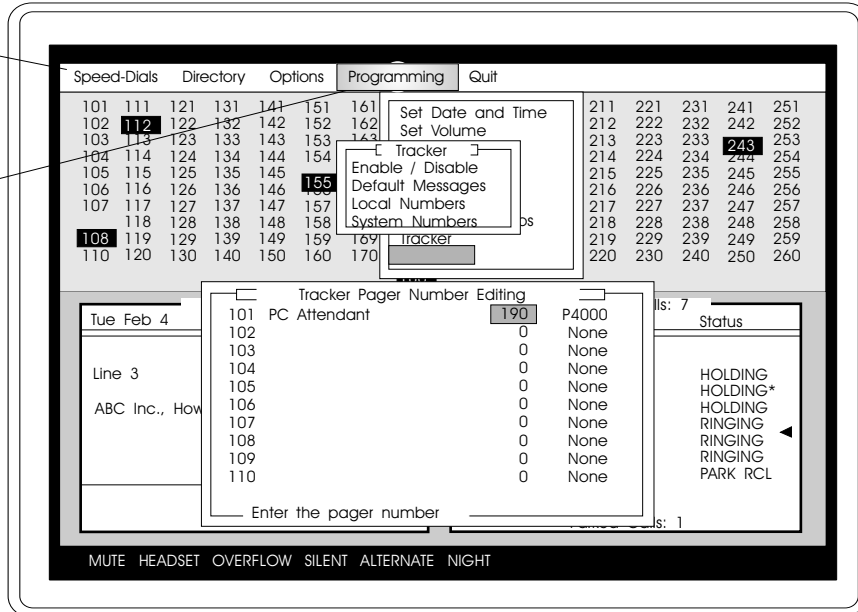 Speed-Dials Directory Options Programming Quit
101 111 121 131 141 151 161 Set Date and Time 211 221 231 241 251
102 112 122 132 142 152 162 Set Volume 212 222 232 242 252
103 113 123 133 143 153 163 Tracker 213 223 233 243 253
104 114 124 134 144 154 Enable / Disable 214 224 234 244 254
105 115 125 135 145 155 Default Messages 215 225 235 245 255
106 116 126 136 146 Local Numbers 216 226 236 246 256
107 117 127 137 147 157 System Numbers 217 227 237 247 257
118 128 138 148 158 218 228 238 248 258
108 119 129 139 149 159 169 Tracker 219 229 239 249 259
110 120 130 140 150 160 170 220 230 240 250 260
Tracker Pager Number Editing
101 PC Attendant 190 P4000
102 0 None
103 0 None
104 0 None
105 0 None
106 0 None
107 0 None
108 0 None
109 0 None
110 0 None
Enter the pager number
Tue Feb 4
Line 3
ABC Inc., How
7
Status
HOLDING
HOLDING*
HOLDING
RINGING
RINGING
RINGING
PARK RCL
1
MUTE HEADSET OVERFLOW SILENT ALTERNATE NIGHT